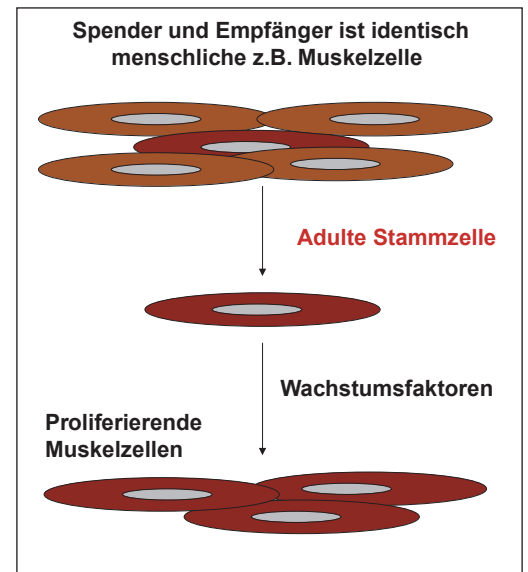 Spender und Empfänger ist identisch
menschliche z.B. Muskelzelle
Adulte Stammzelle
Wachstumsfaktoren
Proliferierende
Muskelzellen